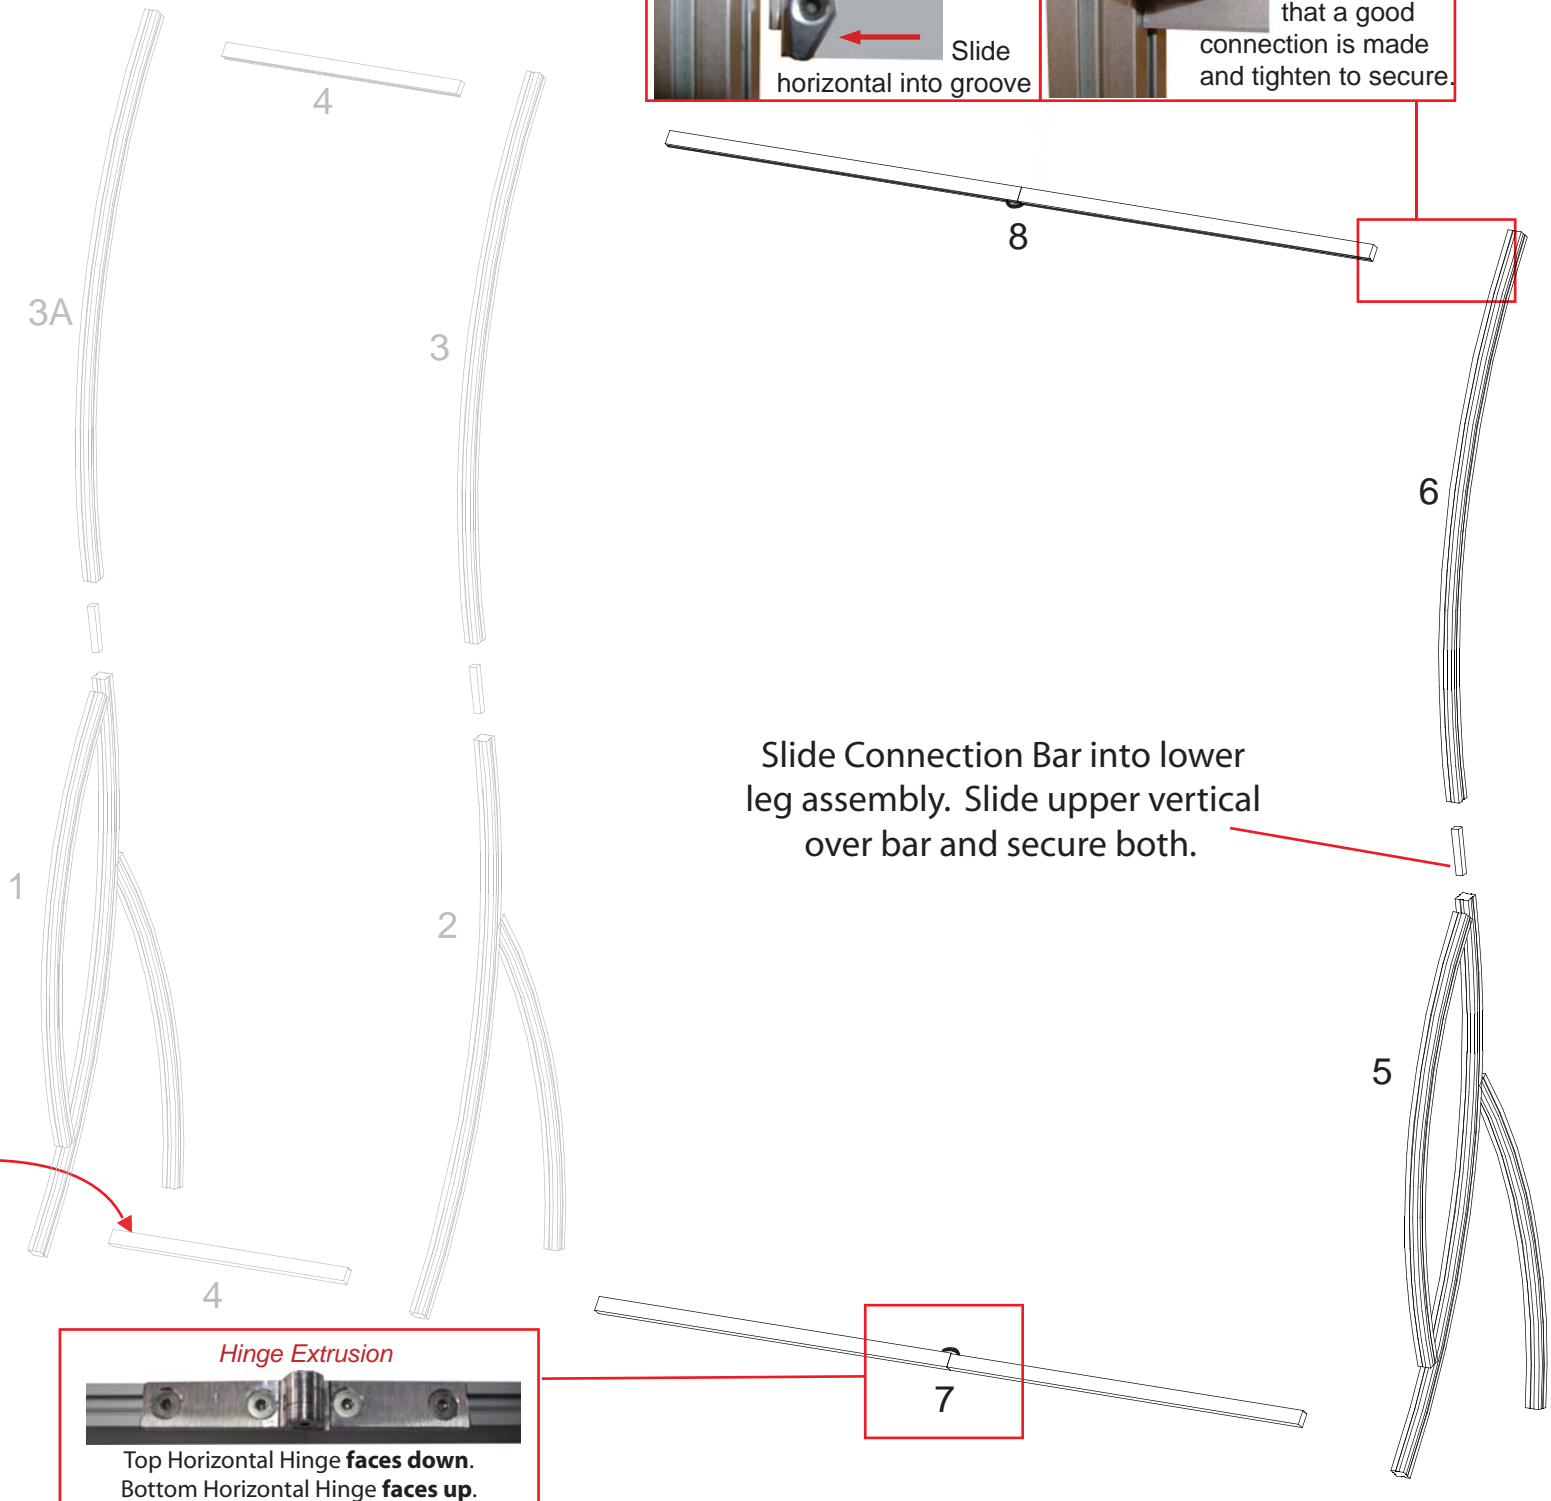 that a good
connection is made
and tighten to secure.
Slide
horizontal into groove
4
8
3A
3
6
Slide Connection Bar into lower
leg assembly.  Slide upper vertical
over bar and secure both.
1
2
5
4
7
Hinge Extrusion
Top Horizontal Hinge faces down.
Bottom Horizontal Hinge faces up.